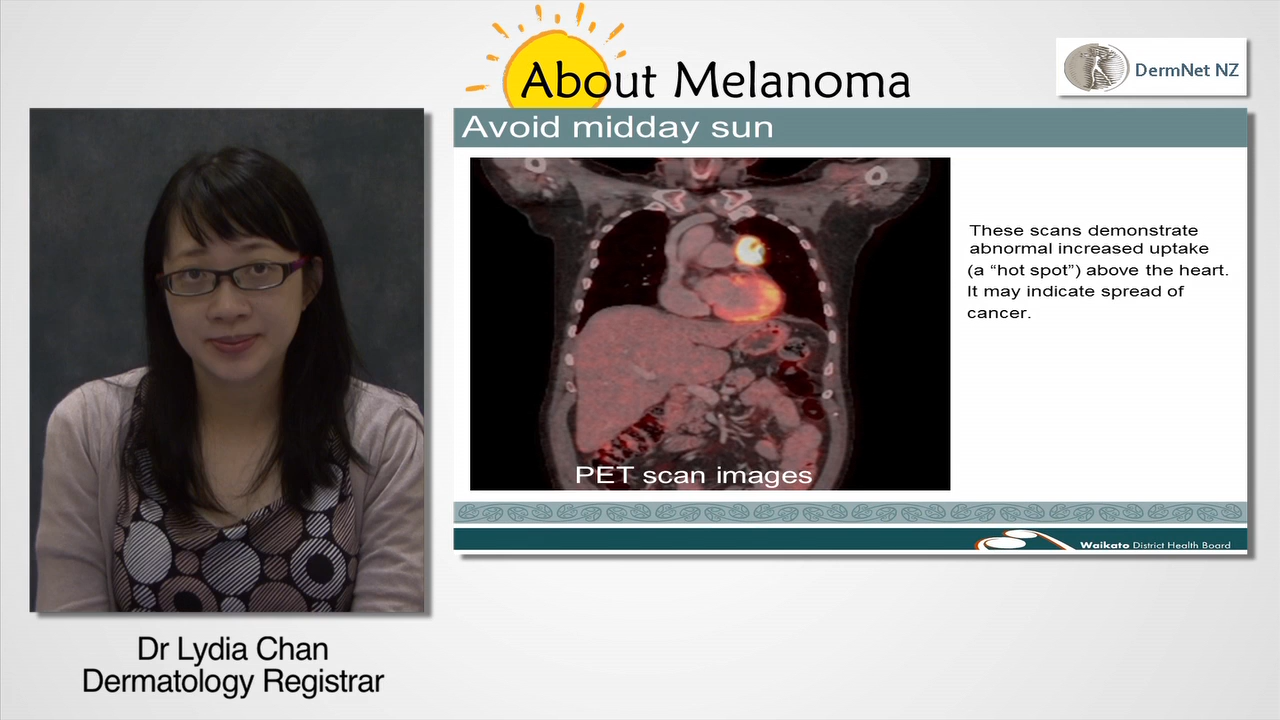 About Melanoma
DermNet NZ
Avoid midday sun
These scans demonstrate
abnormal increased uptake
(a “hot spot”) above the heart.
It may indicate spread of
cancer.
PET scan images
Waikato District Health Board
Dr Lydia Chan
Dermatology Registrar